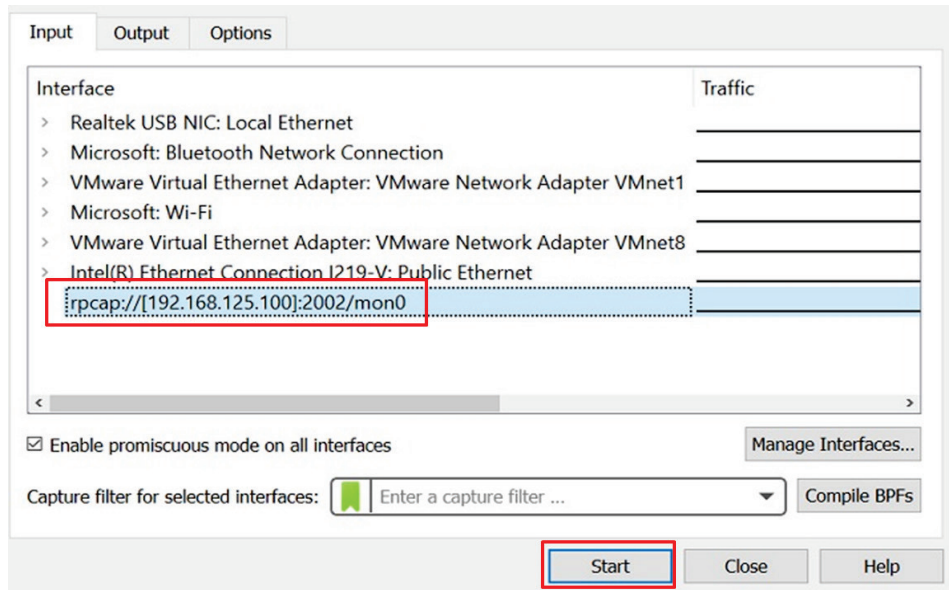 Input Output Options
Interface Traffic
Realtek USB NIC: Local Ethernet
Microsoft: Bluetooth Network Connection
VMware Virtual Ethernet Adapter: VMware Network Adapter VMnet1
Microsoft: Wi-Fi
VMware Virtual Ethernet Adapter: VMware Network Adapter VMnet8
Intel(R) Ethernet Connection I219-V: Public Ethernet
rpcap://[192.168.125.100]:2002/mon0
Enable promiscuous mode on all interfaces Manage Interfaces...
Capture filter for selected interfaces: Enter a capture filter ... Compile BPFs
Start Close Help